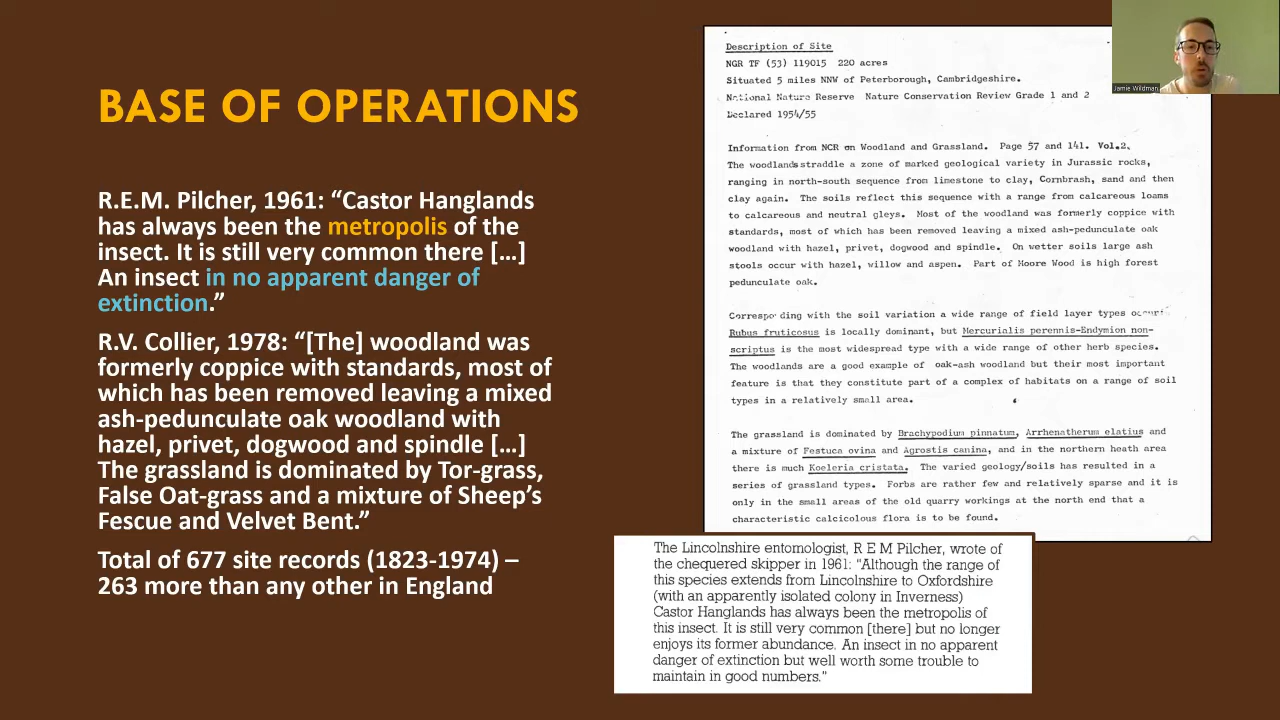 BASE OF OPERATIONS
R.E.M. Pilcher, 1961: “Castor Hanglands
has always been the metropolis of the
insect. It is still very common there […]
An insect in no apparent danger of
extinction.”
R.V. Collier, 1978: “[The] woodland was
formerly coppice with standards, most of
which has been removed leaving a mixed
ash-pedunculate oak woodland with
hazel, privet, dogwood and spindle […]
The grassland is dominated by Tor-grass,
False Oat-grass and a mixture of Sheep’s
Fescue and Velvet Bent.”
Total of 677 site records (1823-1974) –
263 more than any other in England
Description of Site
NGR TF (53) 119015 220 acres
Situated 5 miles NNW of Peterborough, Cambridgeshire.
National Nature Reserve Nature Conservation Review Grade 1 and 2
Declared 1954/55
Information from NCR on Woodland and Grassland. Page 57 and 141. Vol.2.
The woodlands straddle a zone of marked geological variety in Jurassic rocks,
ranging in north-south sequence from limestone to clay, Cornbrash, sand and then
clay again. The soils reflect this sequence with a range from calcareous loams
to calcareous and neutral gleys. Most of the woodland was formerly coppice with
standards, most of which has been removed leaving a mixed ash-pedunculate oak
woodland with hazel, privet, dogwood and spindle. On wetter soils large ash
stools occur with hazel, willow and aspen. Part of Moore Wood is high forest
pedunculate oak.
Corresponding with the soil variation a wide range of field layer types occur:
Rubus fruticosus is locally dominant, but Mercurialis perennis-Endymion non-
scriptus is the most widespread type with a wide range of other herb species.
The woodlands are a good example of oak-ash woodland but their most important
feature is that they constitute part of a complex of habitats on a range of soil
types in a relatively small area.
The grassland is dominated by Brachypodium pinnatum, Arrhenatherum elatius and
a mixture of Festuca ovina and Agrostis canina, and in the northern heath area
there is much Koeleria cristata. The varied geology/soils has resulted in a
series of grassland types. Forbs are rather few and relatively sparse and it is
only in the small areas of the old quarry workings at the north end that a
characteristic calcicolous flora is to be found.
The Lincolnshire entomologist, R E M Pilcher, wrote of
the chequered skipper in 1961: "Although the range of
this species extends from Lincolnshire to Oxfordshire
(with an apparently isolated colony in Inverness)
Castor Hanglands has always been the metropolis of
this insect. It is still very common [there] but no longer
enjoys its former abundance. An insect in no apparent
danger of extinction but well worth some trouble to
maintain in good numbers."
Jamie Wildman